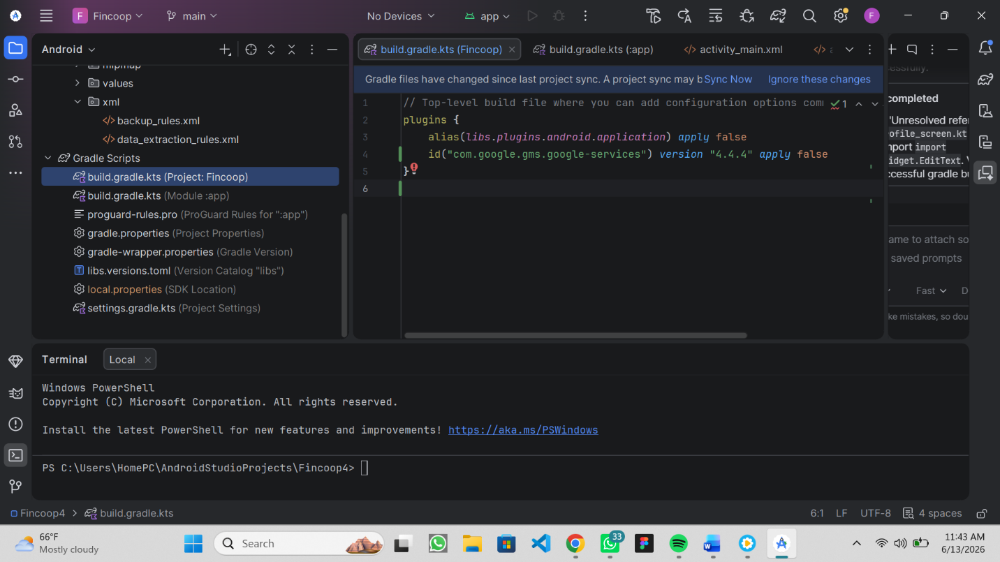 F Fincoop
main
No Devices
app
F
Android
mipmap
values
xml
</> backup_rules.xml
</> data_extraction_rules.xml
Gradle Scripts
build.gradle.kts (Project: Fincoop)
build.gradle.kts (Module :app)
proguard-rules.pro (ProGuard Rules for ":app")
gradle.properties (Project Properties)
gradle-wrapper.properties (Gradle Version)
T libs.versions.toml (Version Catalog "libs")
local.properties (SDK Location)
settings.gradle.kts (Project Settings)
build.gradle.kts (Fincoop)
build.gradle.kts (:app)
</> activity_main.xml
</> a
Gradle files have changed since last project sync. A project sync may b Sync Now Ignore these changes
1 // Top-level build file where you can add configuration options com 1
2 plugins {
3 alias(libs.plugins.android.application) apply false
4 id("com.google.gms.google-services") version "4.4.4" apply false
5 }
6
essfully.
completed
'Unresolved refer
ofile_screen.kt
mport import
idget.EditText.
ccessful gradle bu
ame to attach so
saved prompts
Fast D
ke mistakes, so dou
Terminal Local
Windows PowerShell
Copyright (C) Microsoft Corporation. All rights reserved.
Install the latest PowerShell for new features and improvements! https://aka.ms/PSWindows
PS C:\Users\HomePC\AndroidStudioProjects\Fincoop4>
Fincoop4 > build.gradle.kts
6:1 LF UTF-8 4 spaces
66°F
Mostly cloudy
Search
33
11:43 AM
6/13/2026